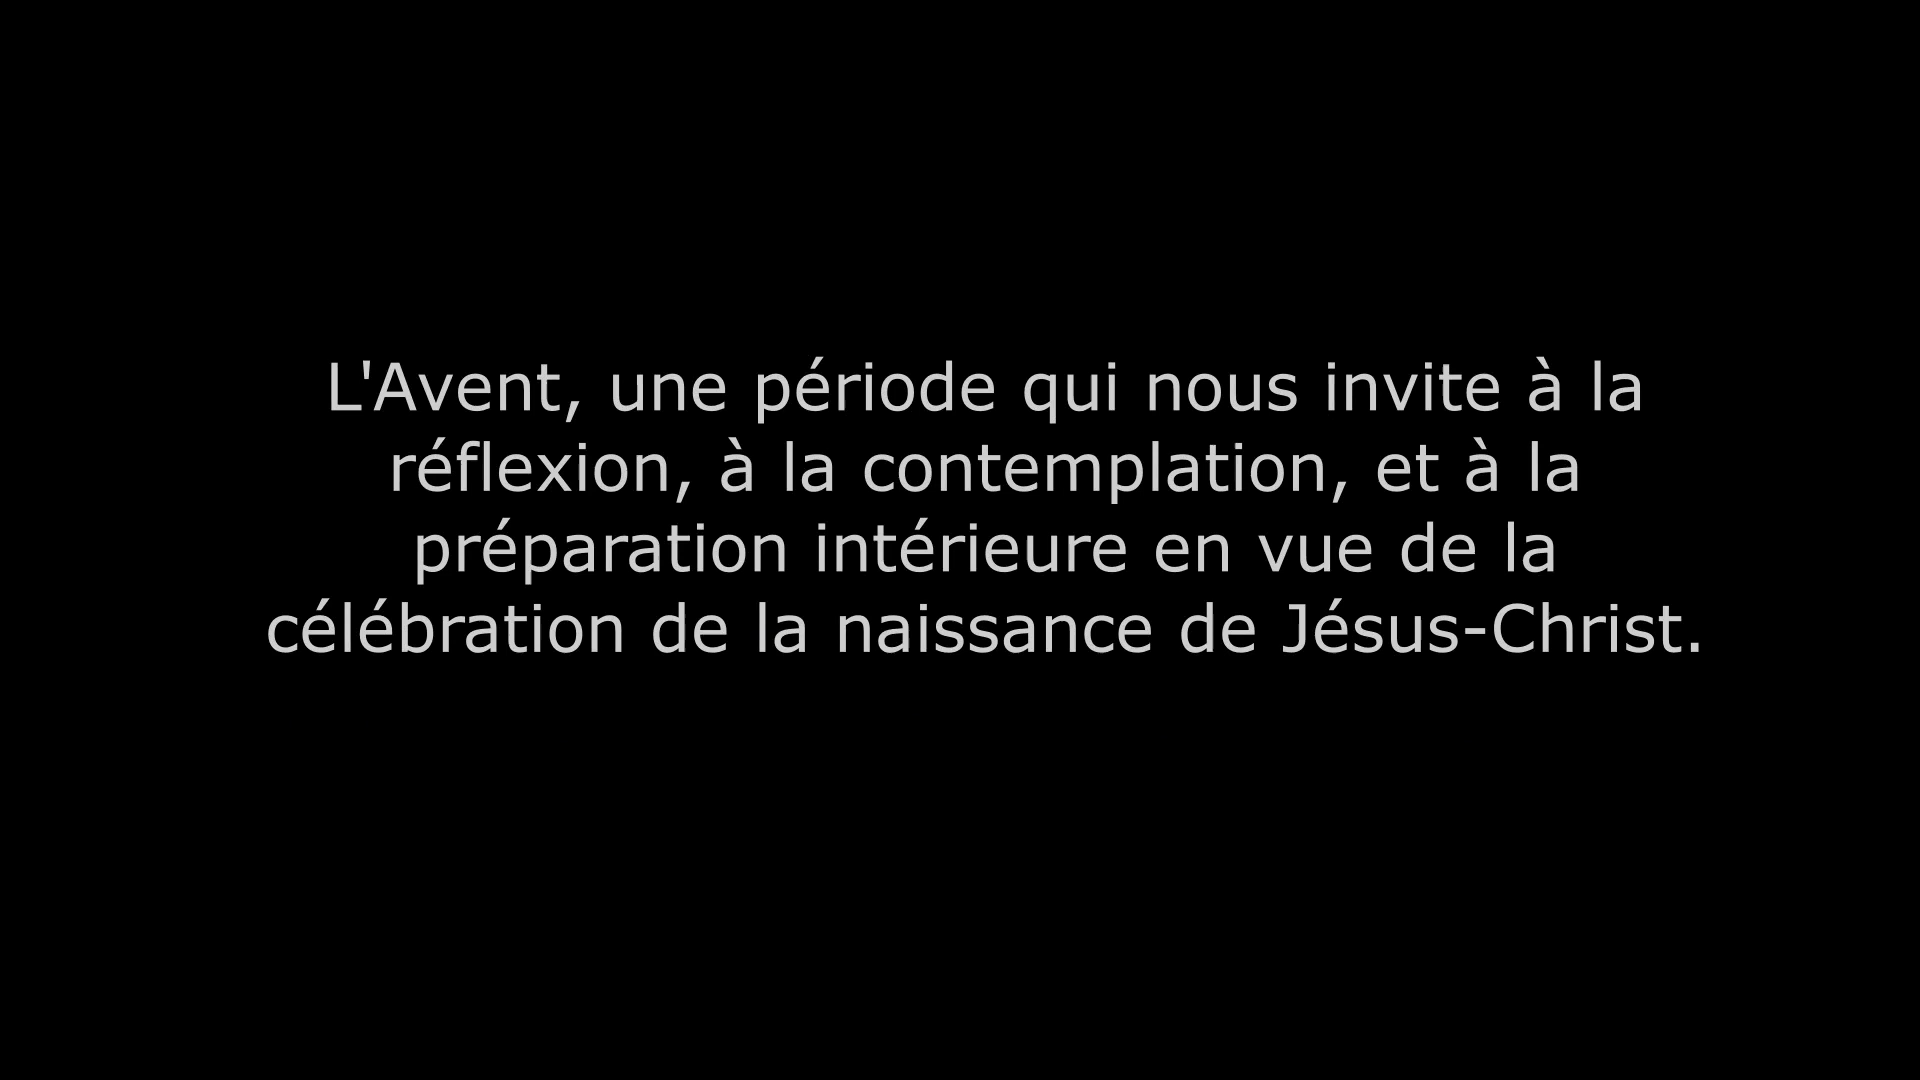 L'Avent, une période qui nous invite à la
réflexion, à la contemplation, et à la
préparation intérieure en vue de la
célébration de la naissance de Jésus-Christ.